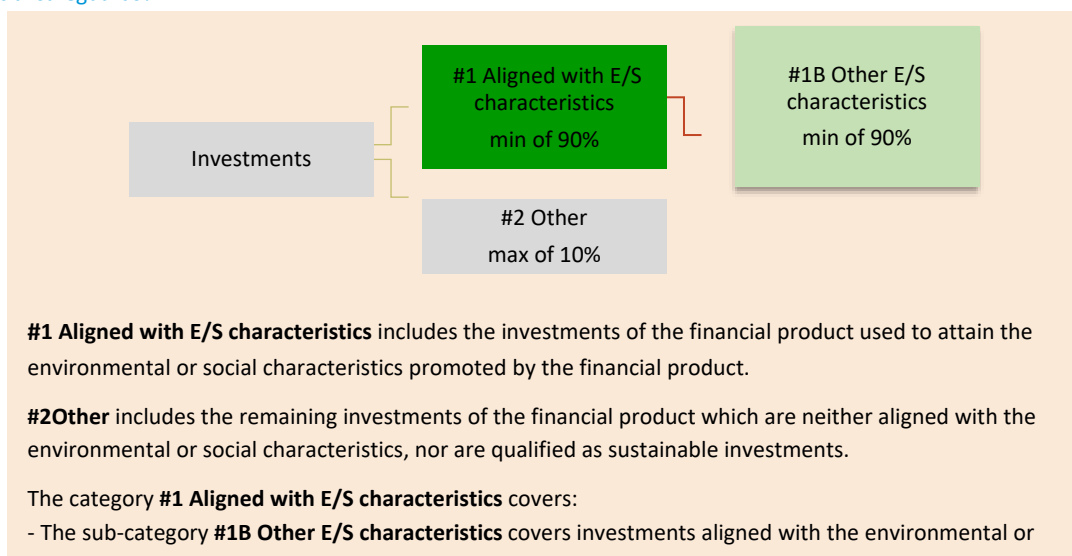 #1 Aligned with E/S
characteristics
min of 90%
#1B Other E/S
characteristics
min of 90%
Investments
#2 Other
max of 10%
#1 Aligned with E/S characteristics includes the investments of the financial product used to attain the
environmental or social characteristics promoted by the financial product.
#2Other includes the remaining investments of the financial product which are neither aligned with the
environmental or social characteristics, nor are qualified as sustainable investments.
The category #1 Aligned with E/S characteristics covers:
- The sub-category #1B Other E/S characteristics covers investments aligned with the environmental or